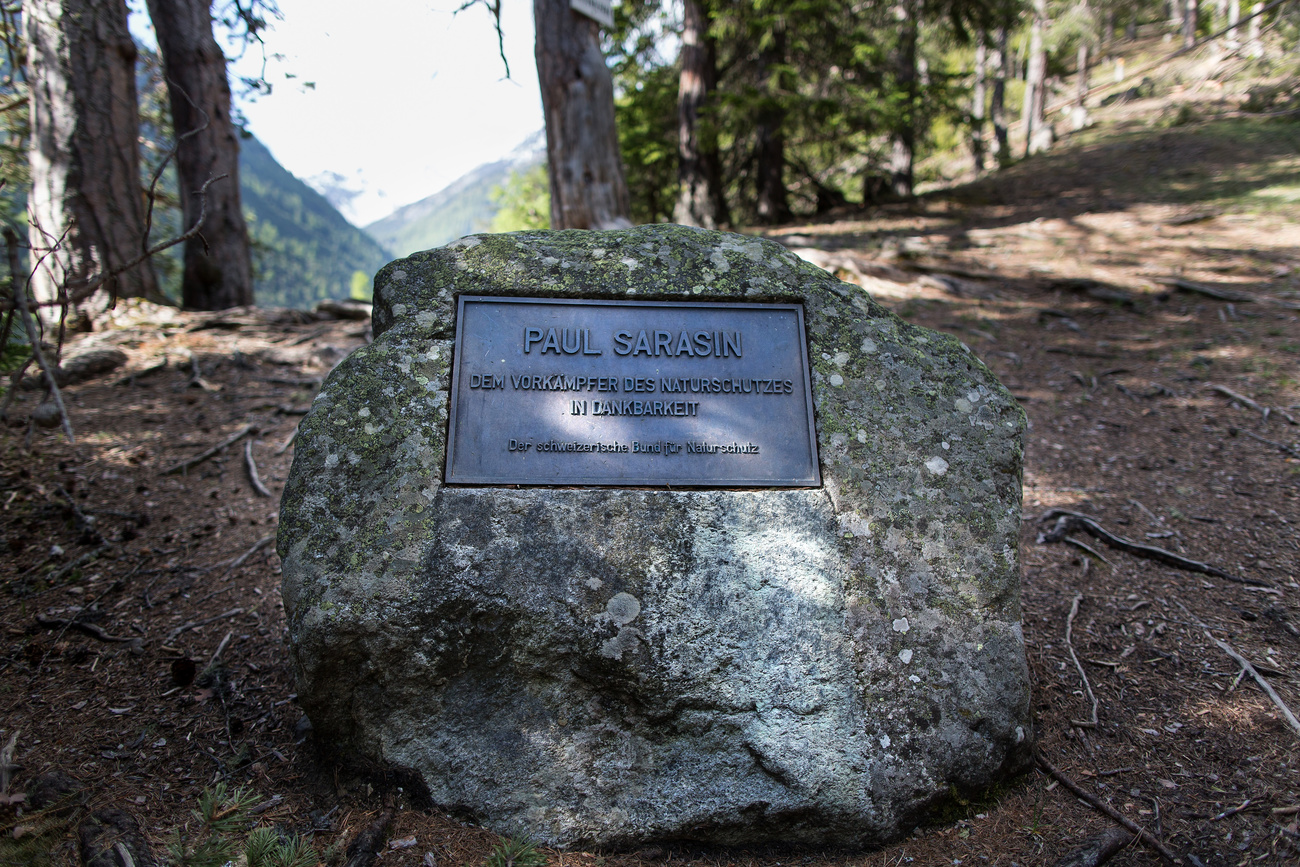 PAUL SARASIN
DEM VORKÄMPFER DES NATURSCHUTZES
IN DANKBARKEIT
Der schweizerische Bund für Naturschutz